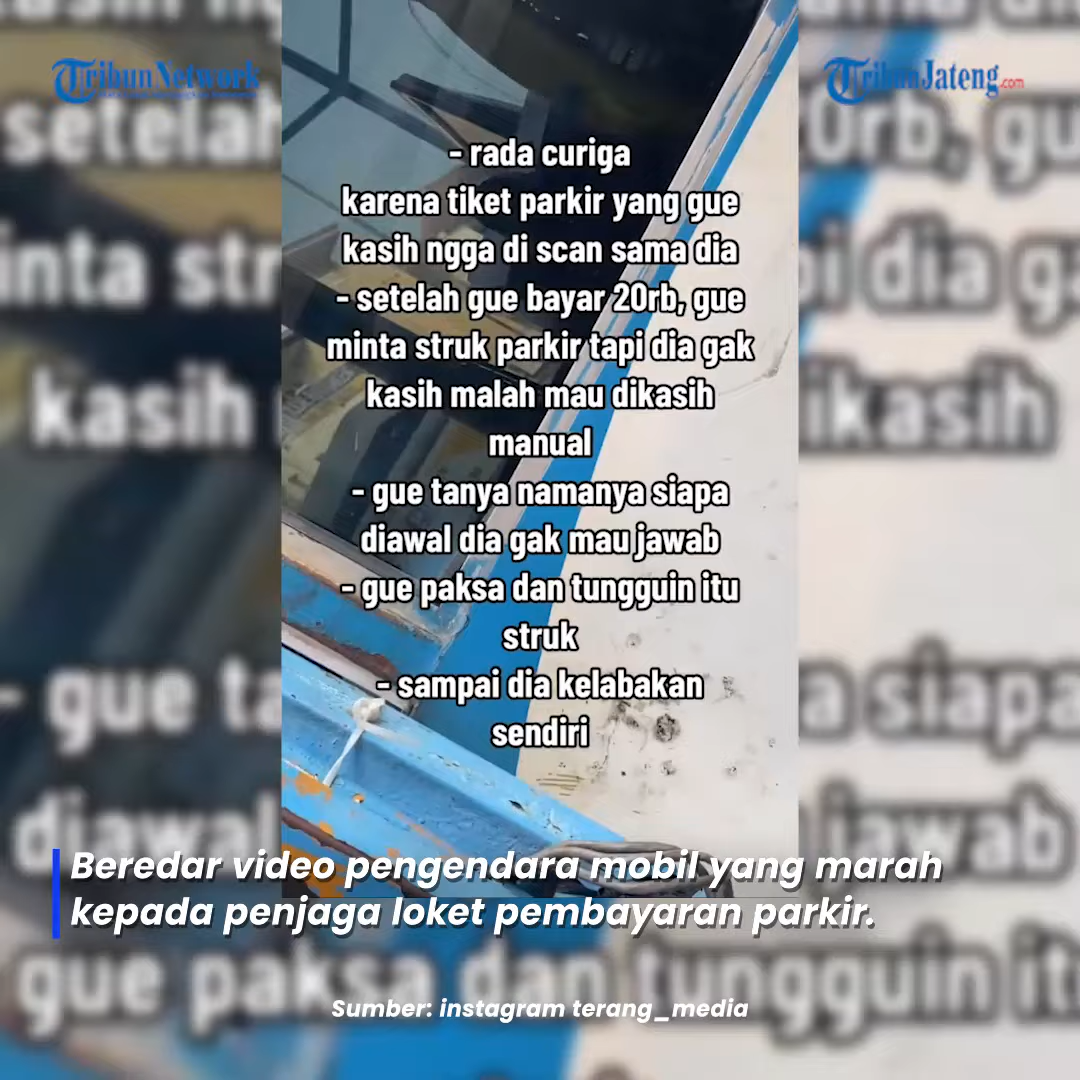 Tribun Network
TribunJateng.com
- rada curiga
karena tiket parkir yang gue
kasih ngga di scan sama dia
- setelah gue bayar 20rb, gue
minta struk parkir tapi dia gak
kasih malah mau dikasih
manual
- gue tanya namanya siapa
diawal dia gak mau jawab
- gue paksa dan tungguin itu
struk
- sampai dia kelabakan
sendiri
Beredar video pengendara mobil yang marah
kepada penjaga loket pembayaran parkir.
Sumber: instagram terang_media